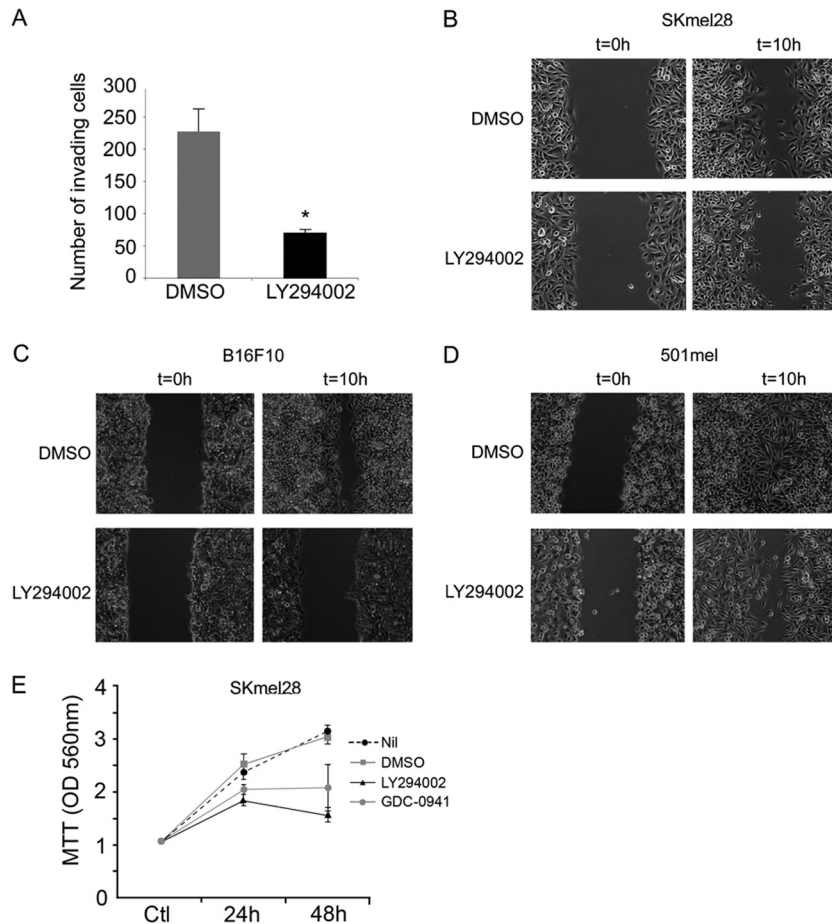 A
Number of invading cells
300
250
200
150
100
50
0
*
DMSO
LY294002
B
SKmel28
t=0h
t=10h
DMSO
LY294002
C
B16F10
t=0h
t=10h
DMSO
LY294002
D
501mel
t=0h
t=10h
DMSO
LY294002
E
SKmel28
MTT (OD 560nm)
4
3
2
1
0
Ctl
24h
48h
Nil
DMSO
LY294002
GDC-0941